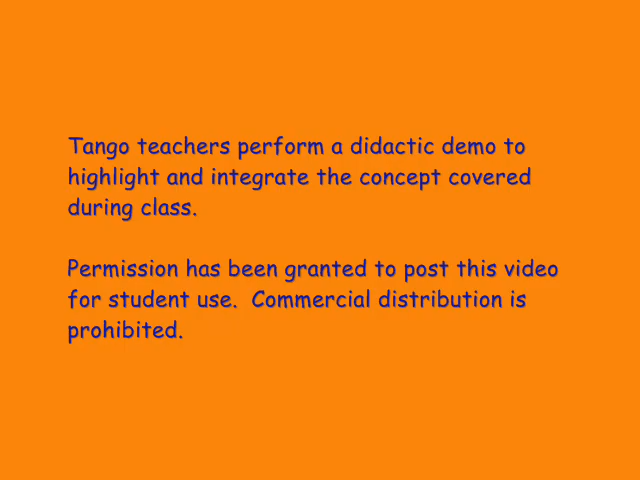 Tango teachers perform a didactic demo to
highlight and integrate the concept covered
during class.
Permission has been granted to post this video
for student use.  Commercial distribution is
prohibited.